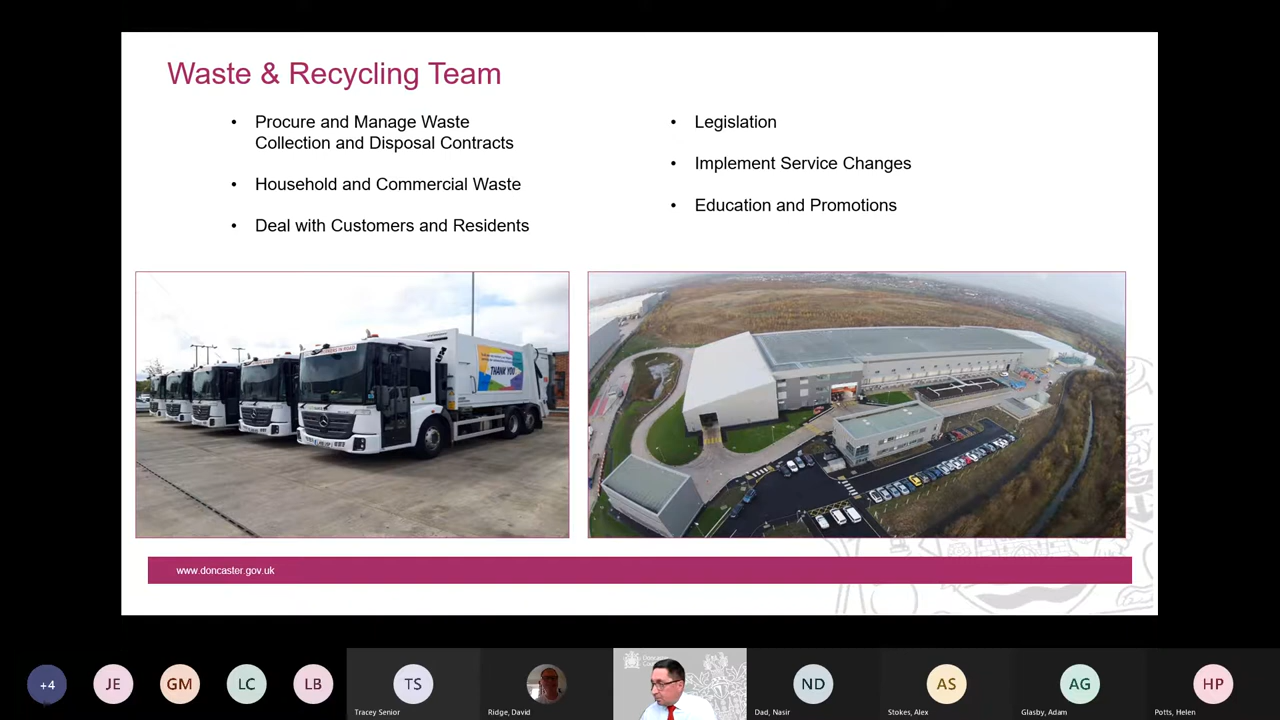 Waste & Recycling Team
• Procure and Manage Waste
Collection and Disposal Contracts
• Household and Commercial Waste
• Deal with Customers and Residents
• Legislation
• Implement Service Changes
• Education and Promotions
THANK YOU
www.doncaster.gov.uk
+4
JE
GM
LC
LB
TS
Tracey Senior
Ridge, David
Doncaster
ND
Dad, Nasir
AS
Stokes, Alex
AG
Glasby, Adam
HP
Potts, Helen